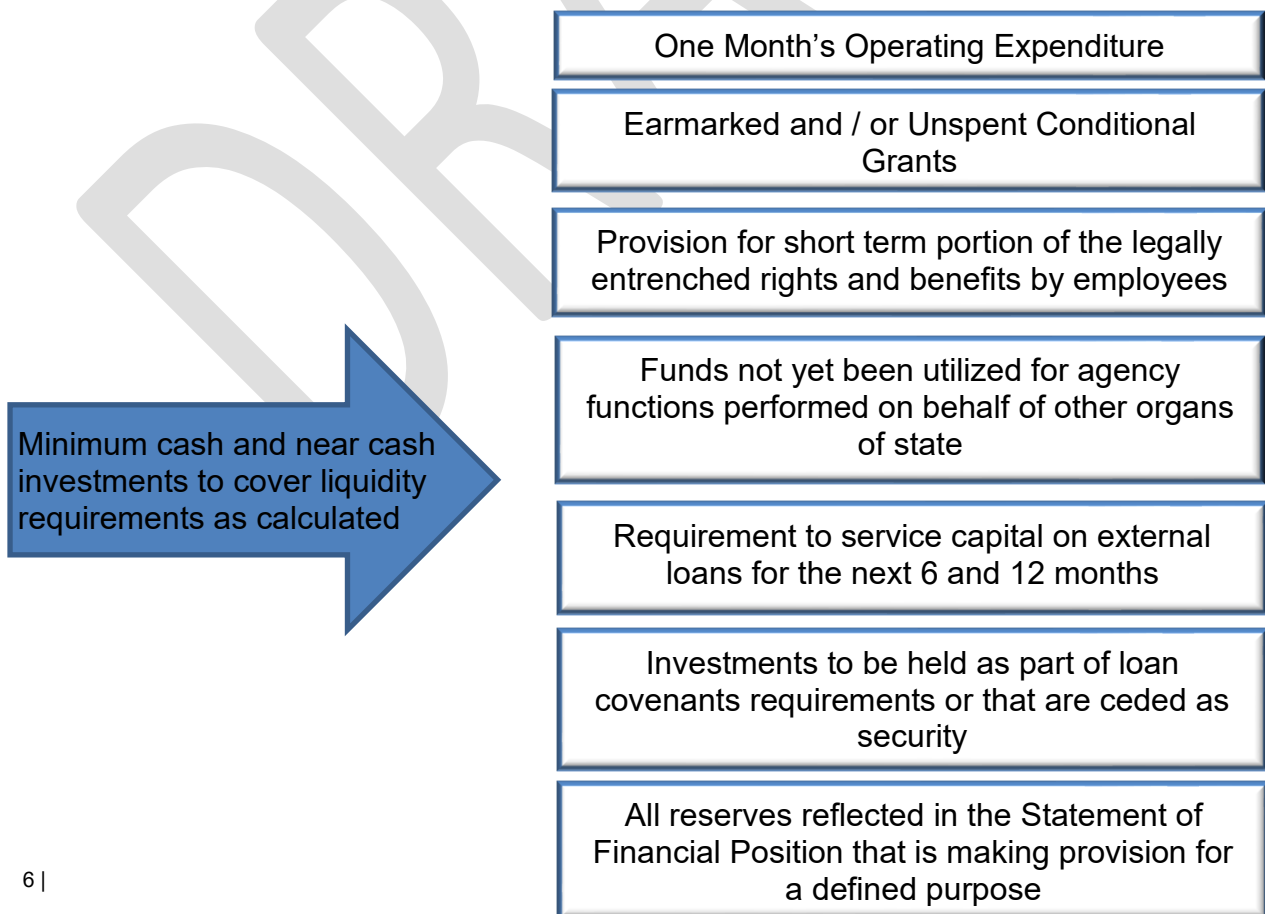 One Month’s Operating Expenditure
Earmarked and / or Unspent Conditional
Grants
Provision for short term portion of the legally
entrenched rights and benefits by employees
Funds not yet been utilized for agency
functions performed on behalf of other organs
of state
Minimum cash and near cash
investments to cover liquidity
requirements as calculated
Requirement to service capital on external
loans for the next 6 and 12 months
Investments to be held as part of loan
covenants requirements or that are ceded as
security
All reserves reflected in the Statement of
Financial Position that is making provision for
a defined purpose
6 |